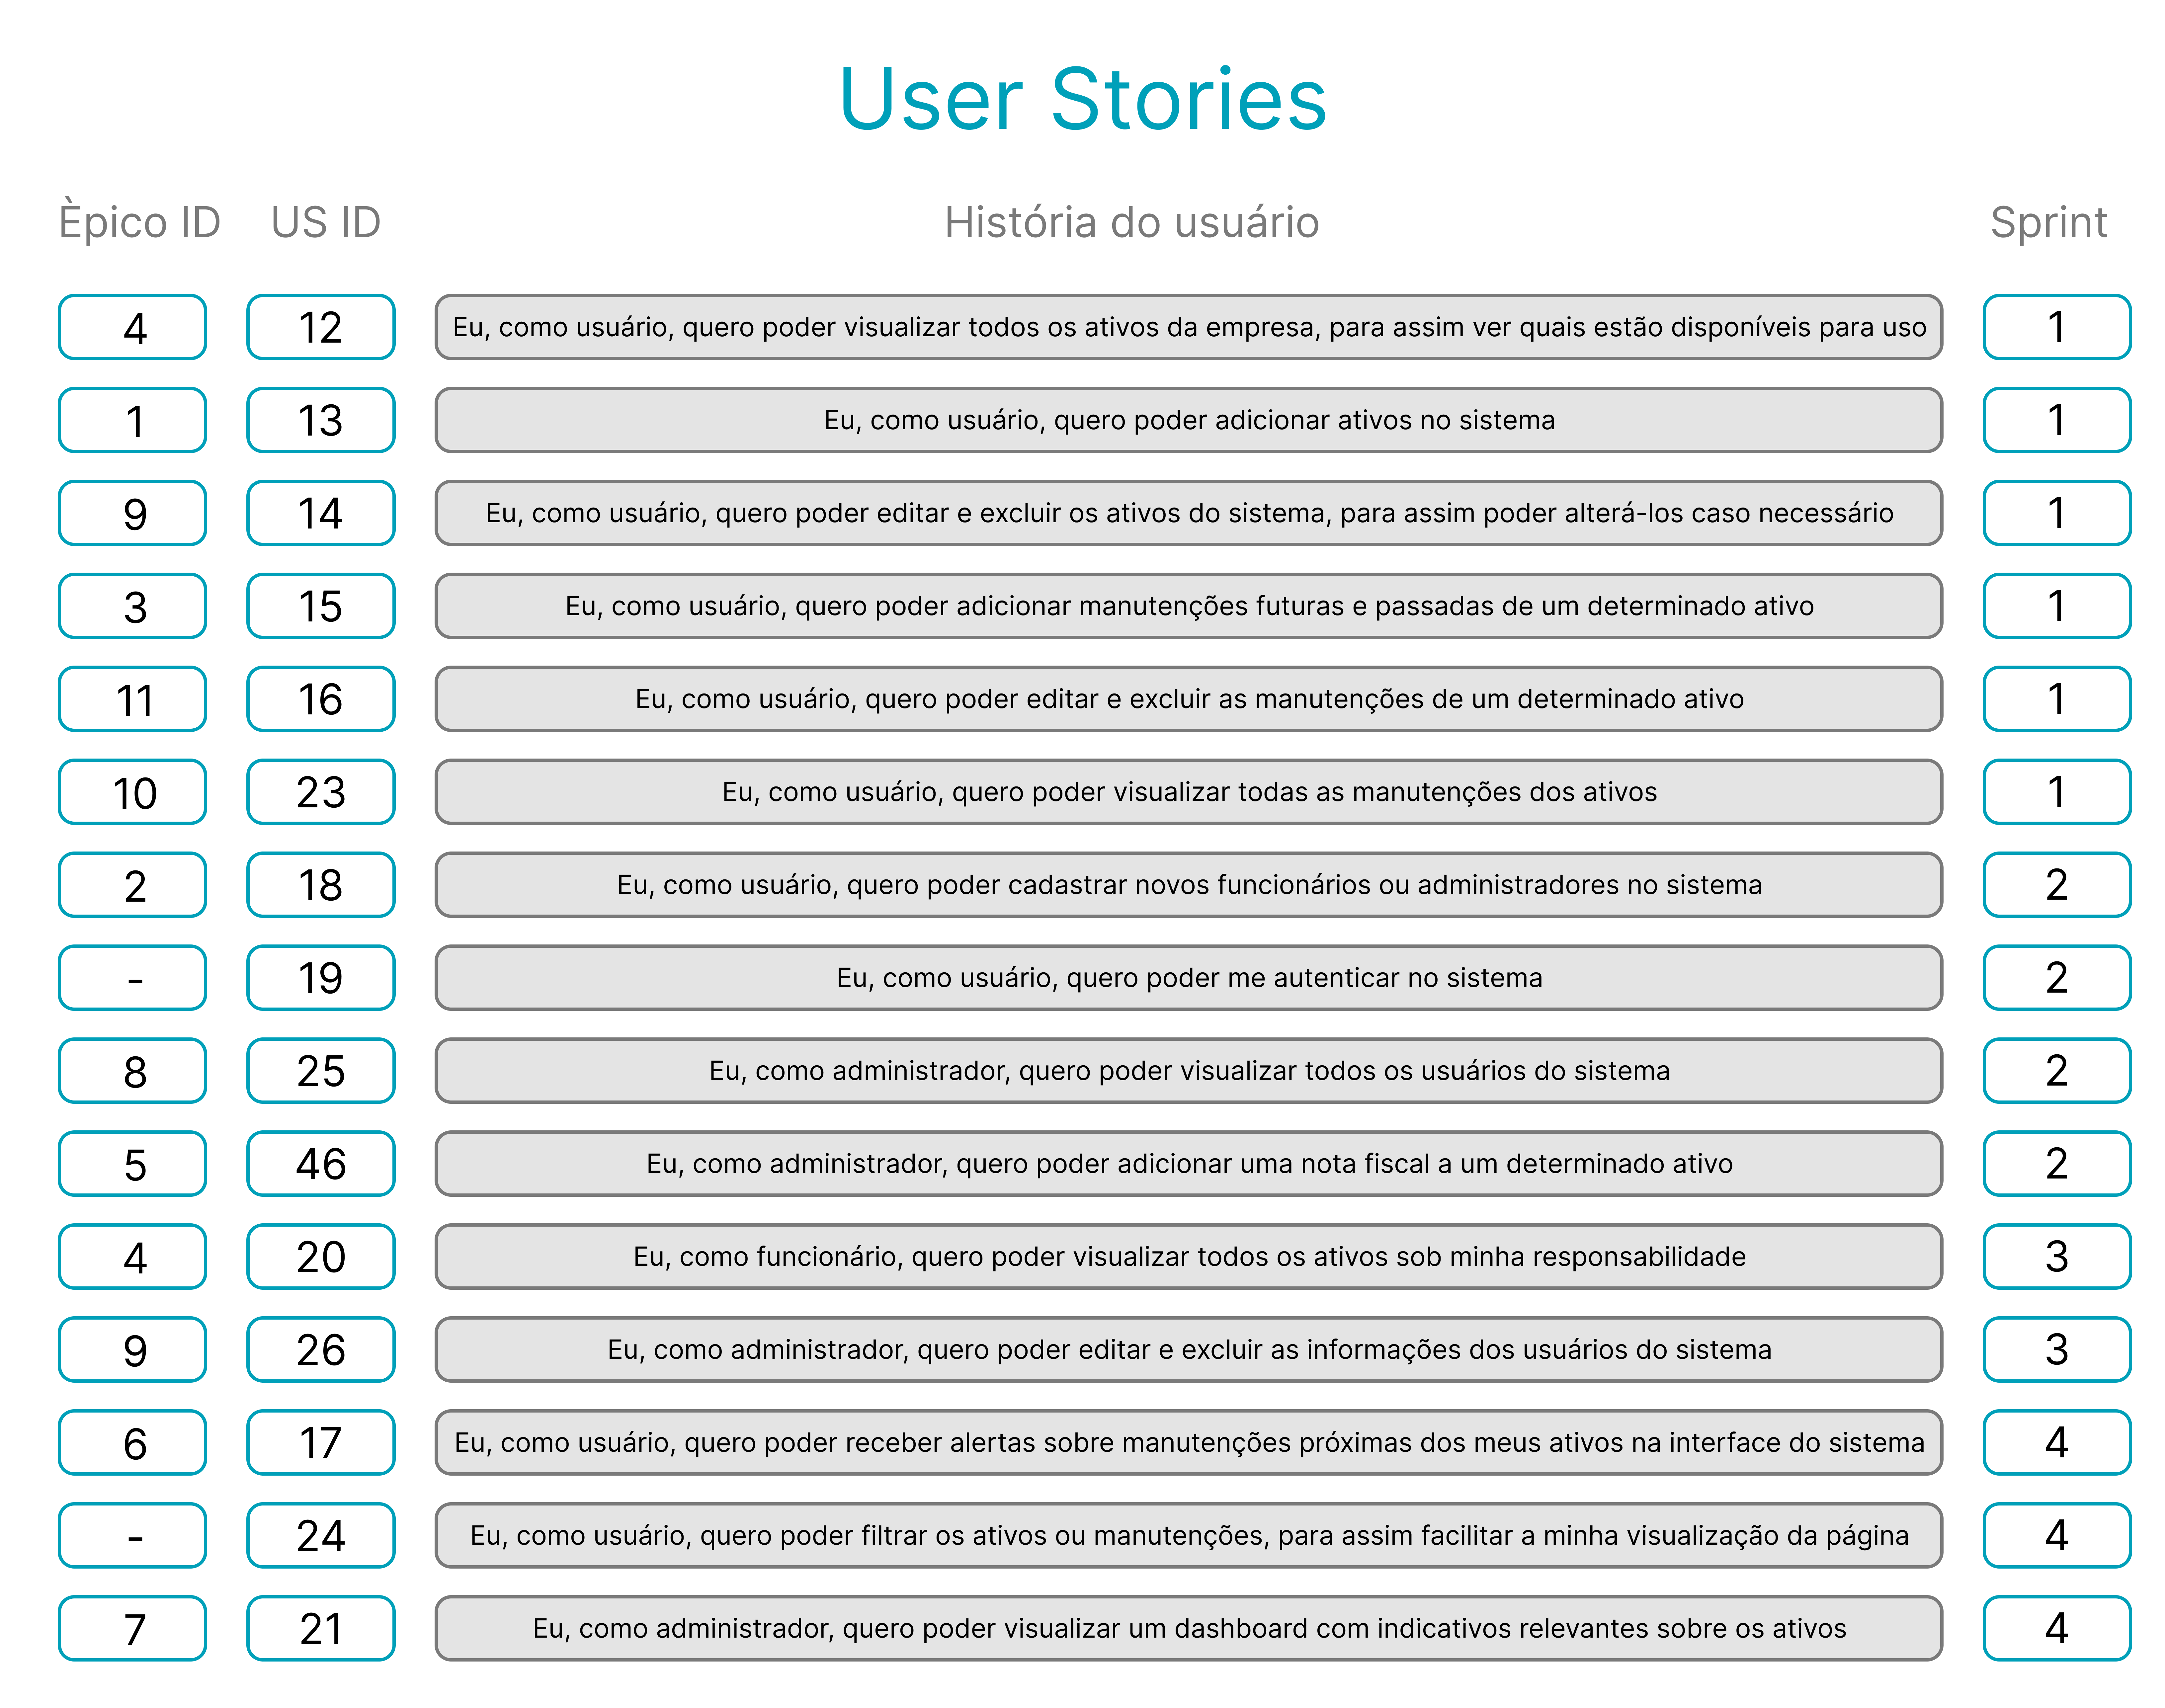 User Stories
Èpico ID US ID História do usuário Sprint
4 12 Eu, como usuário, quero poder visualizar todos os ativos da empresa, para assim ver quais estão disponíveis para uso 1
1 13 Eu, como usuário, quero poder adicionar ativos no sistema 1
9 14 Eu, como usuário, quero poder editar e excluir os ativos do sistema, para assim poder alterá-los caso necessário 1
3 15 Eu, como usuário, quero poder adicionar manutenções futuras e passadas de um determinado ativo 1
11 16 Eu, como usuário, quero poder editar e excluir as manutenções de um determinado ativo 1
10 23 Eu, como usuário, quero poder visualizar todas as manutenções dos ativos 1
2 18 Eu, como usuário, quero poder cadastrar novos funcionários ou administradores no sistema 2
- 19 Eu, como usuário, quero poder me autenticar no sistema 2
8 25 Eu, como administrador, quero poder visualizar todos os usuários do sistema 2
5 46 Eu, como administrador, quero poder adicionar uma nota fiscal a um determinado ativo 2
4 20 Eu, como funcionário, quero poder visualizar todos os ativos sob minha responsabilidade 3
9 26 Eu, como administrador, quero poder editar e excluir as informações dos usuários do sistema 3
6 17 Eu, como usuário, quero poder receber alertas sobre manutenções próximas dos meus ativos na interface do sistema 4
- 24 Eu, como usuário, quero poder filtrar os ativos ou manutenções, para assim facilitar a minha visualização da página 4
7 21 Eu, como administrador, quero poder visualizar um dashboard com indicativos relevantes sobre os ativos 4